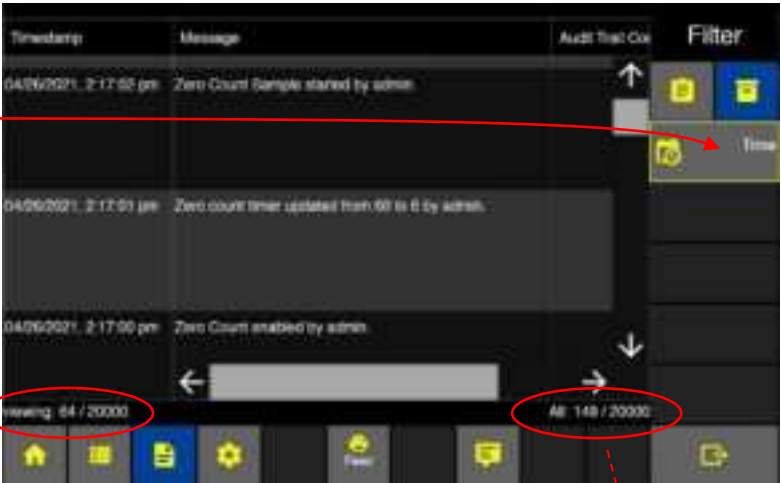 Timestamp Message Audit Trail Co Filter
04/26/2021, 2:17:02 pm Zero Count Sample started by admin.
Time
04/26/2021, 2:17:01 pm Zero count timer updated from 60 to 6 by admin.
04/26/2021, 2:17:00 pm Zero Count enabled by admin.
viewing: 64 / 20000 All: 148 / 20000